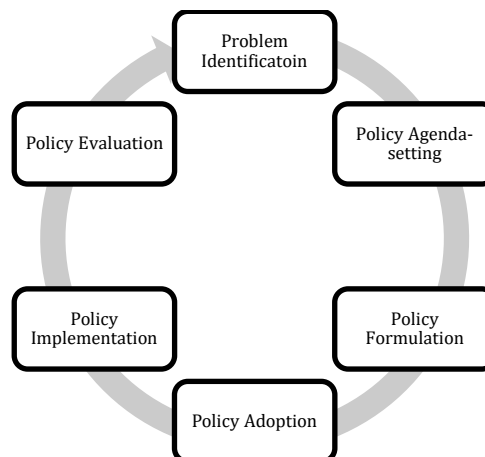 Problem
Identificatoin
Policy Agenda-
setting
Policy
Formulation
Policy Adoption
Policy
Implementation
Policy Evaluation